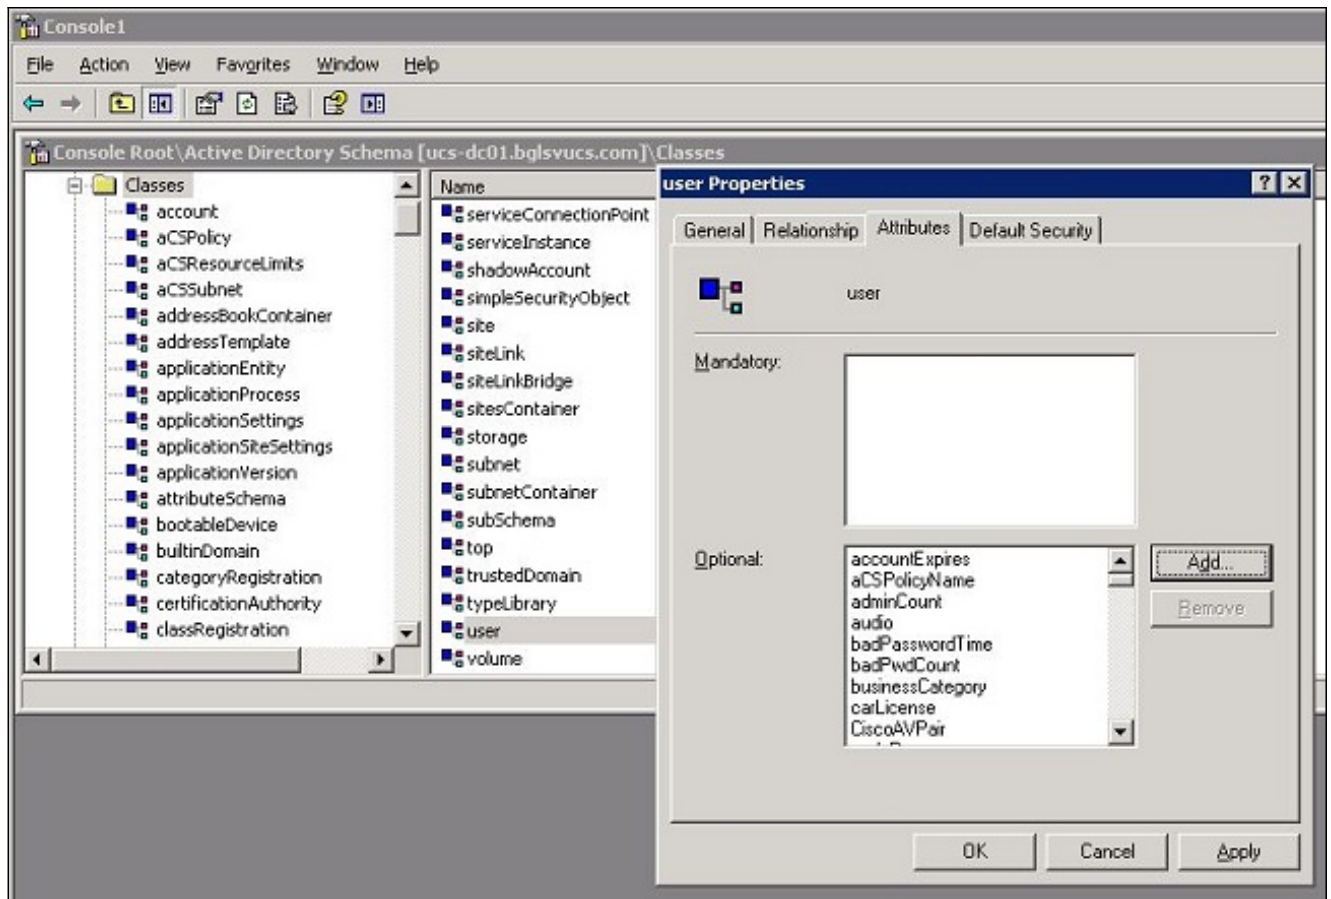 Console1
File Action View Favorites Window Help
Console Root\Active Directory Schema [ucs-dc01.bglsvucs.com]\Classes
Classes
account
aCSPolicy
aCSResourceLimits
aCSSubnet
addressBookContainer
addressTemplate
applicationEntity
applicationProcess
applicationSettings
applicationSiteSettings
applicationVersion
attributeSchema
bootableDevice
builtinDomain
categoryRegistration
certificationAuthority
classRegistration
Name
serviceConnectionPoint
serviceInstance
shadowAccount
simpleSecurityObject
site
siteLink
siteLinkBridge
sitesContainer
storage
subnet
subnetContainer
subSchema
top
trustedDomain
typeLibrary
user
volume
user Properties
General Relationship Attributes Default Security
user
Mandatory:
Optional:
accountExpires
aCSPolicyName
adminCount
audio
badPasswordTime
badPwdCount
businessCategory
carLicense
CiscoAVPair
Add...
Remove
OK Cancel Apply